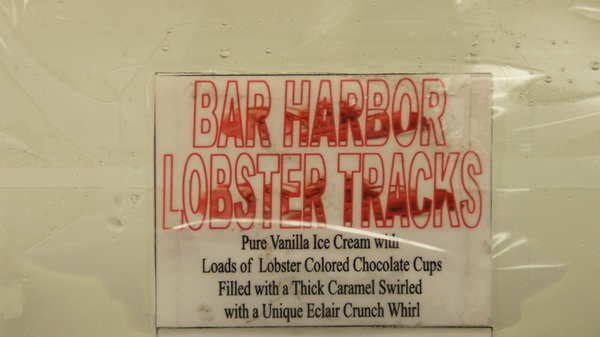 BAR HARBOR
LOBSTER TRACKS
Pure Vanilla Ice Cream with
Loads of Lobster Colored Chocolate Cups
Filled with a Thick Caramel Swirled
with a Unique Eclair Crunch Whirl